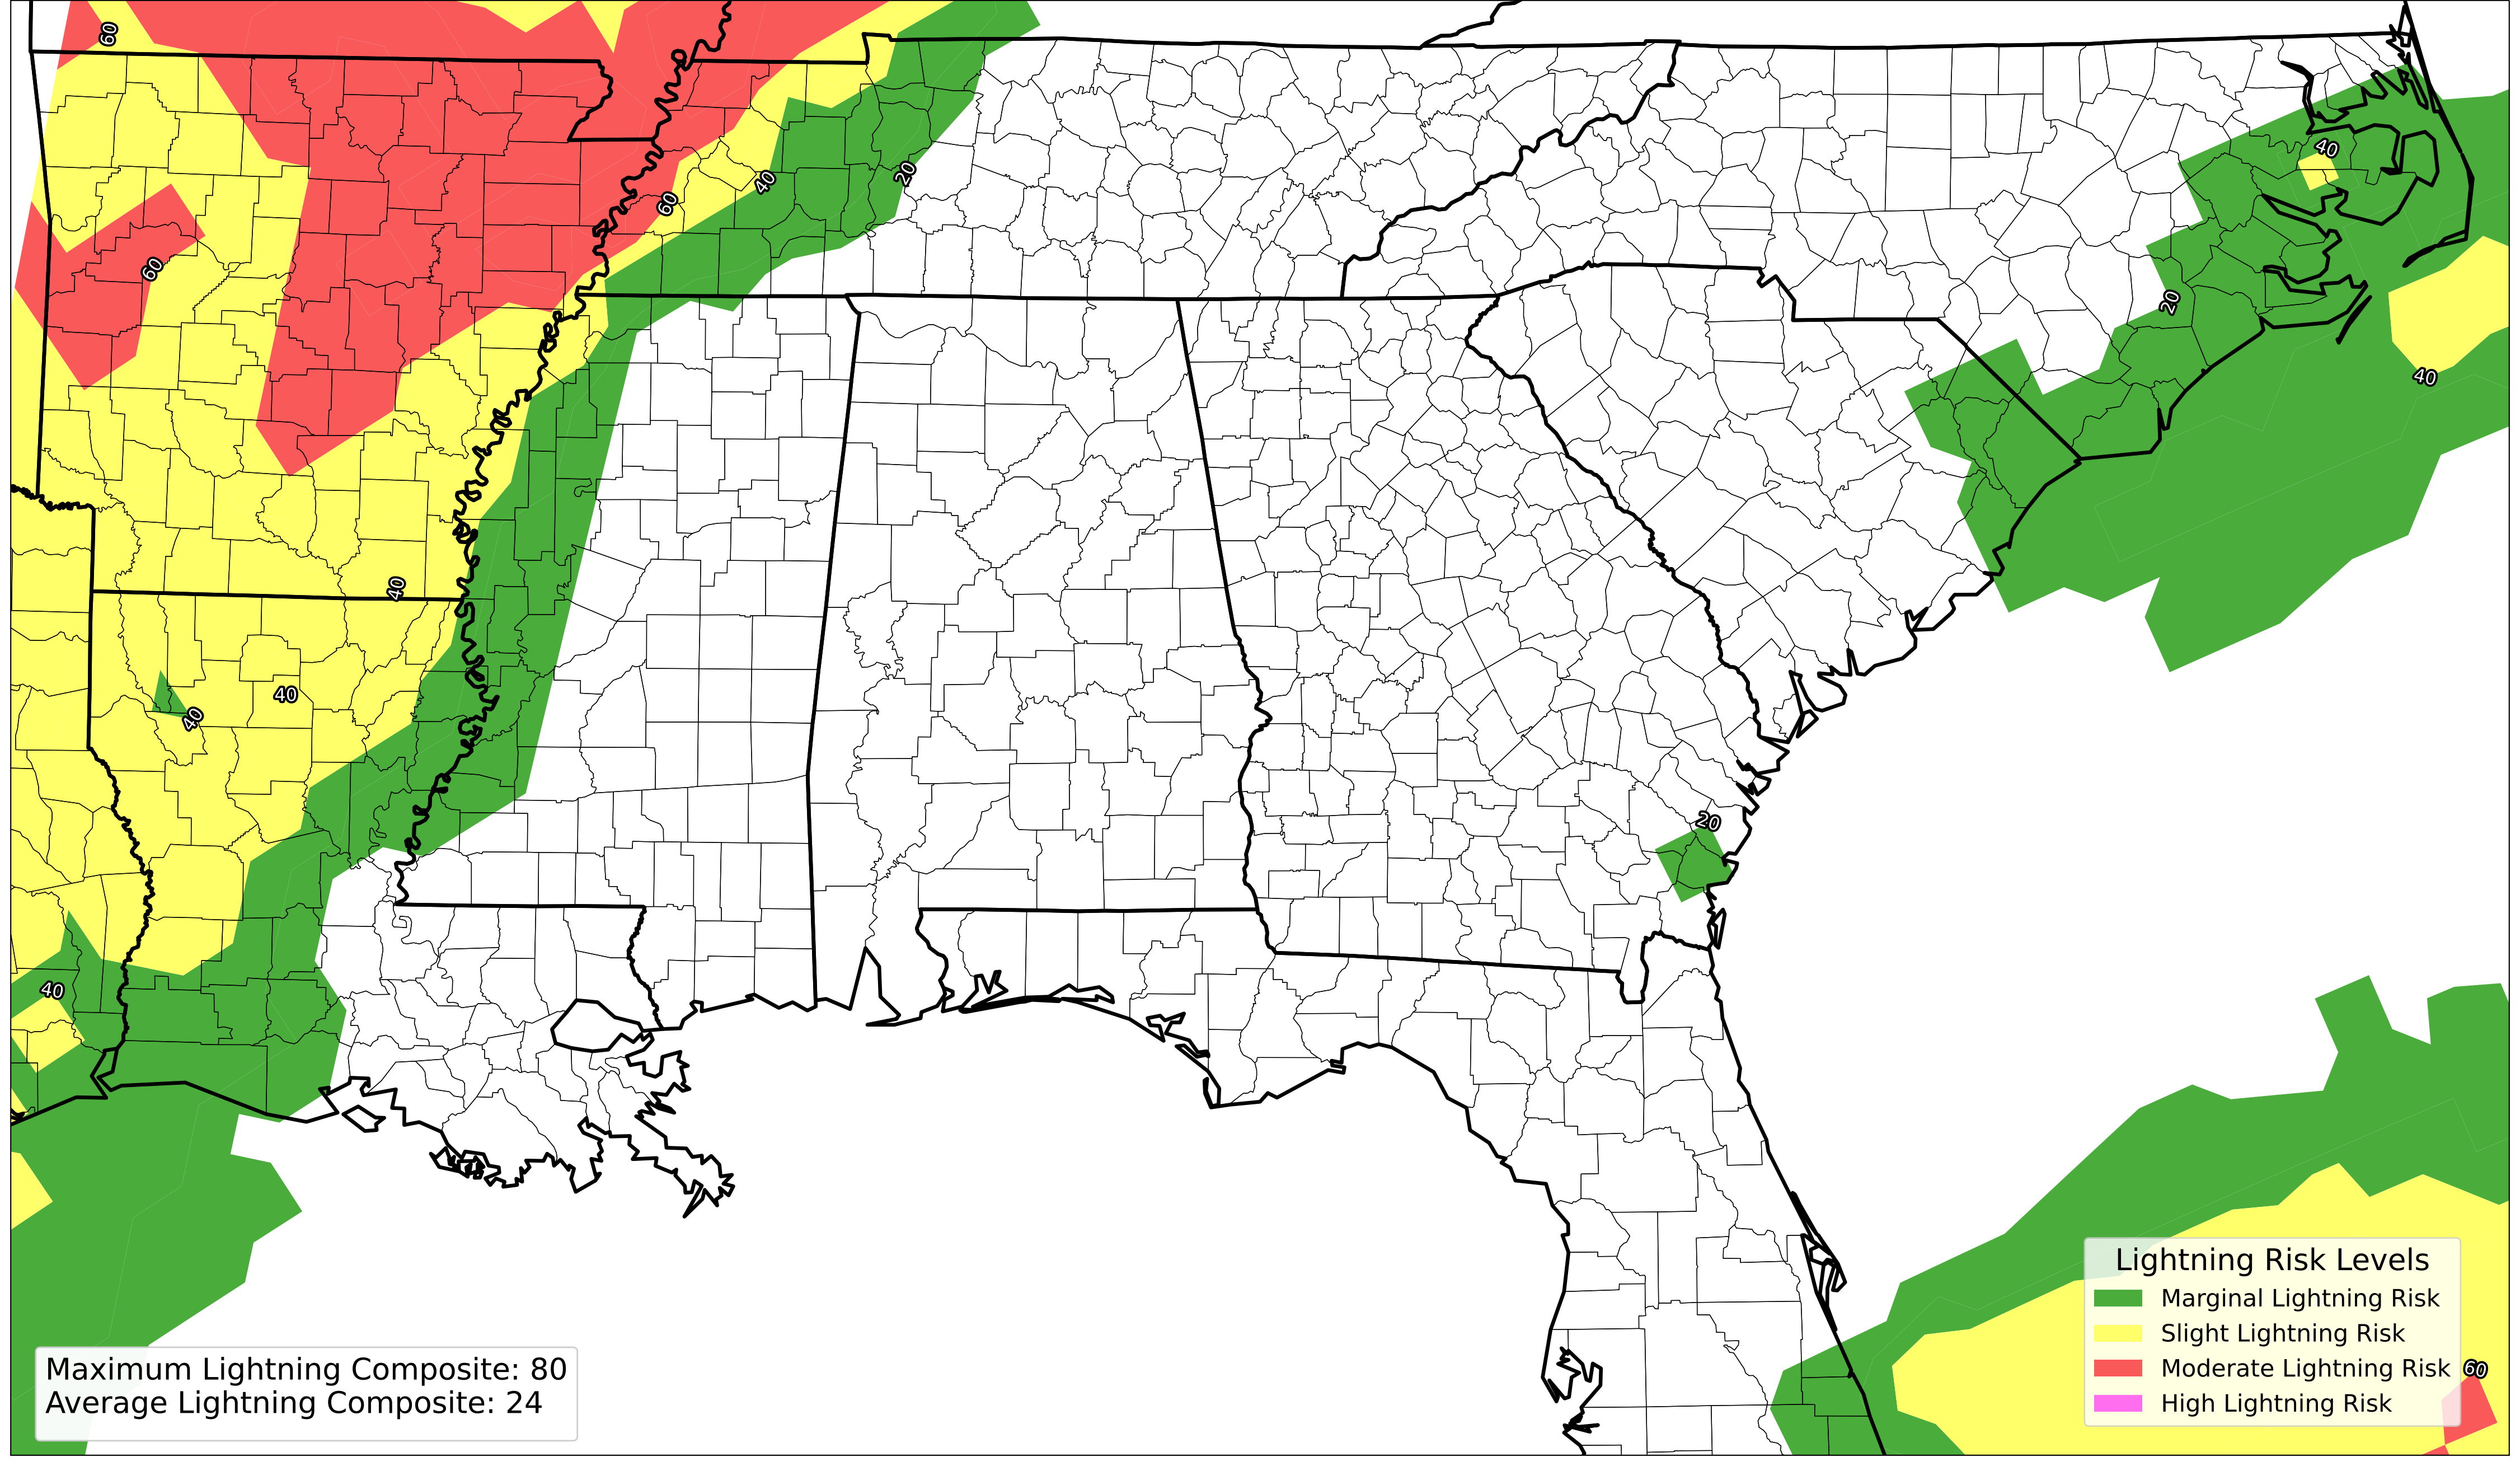 60
40
40
60
20
60
20
40
40
40
40
20
40
Lightning Risk Levels
Marginal Lightning Risk
Slight Lightning Risk
Moderate Lightning Risk
High Lightning Risk
60
Maximum Lightning Composite: 80
Average Lightning Composite: 24